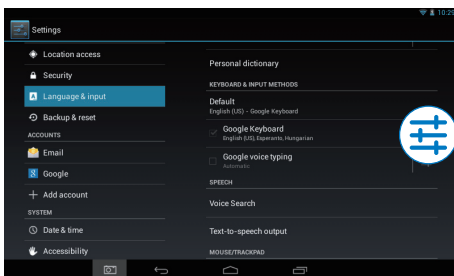 10:29
Settings
Location access
Security
Language & input
Backup & reset
ACCOUNTS
Email
Google
Add account
SYSTEM
Date & time
Accessibility
Personal dictionary
KEYBOARD & INPUT METHODS
Default
English (US) - Google Keyboard
Google Keyboard
English (US), Esperanto, Hungarian
Google voice typing
Automatic
SPEECH
Voice Search
Text-to-speech output
MOUSE/TRACKPAD